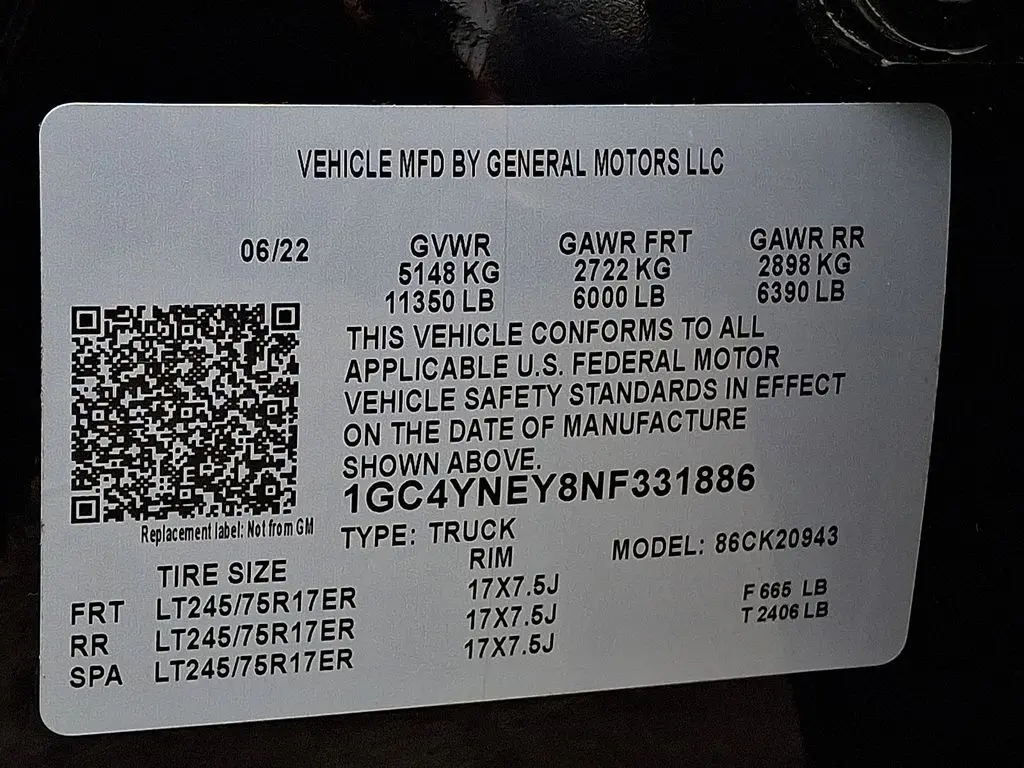 VEHICLE MFD BY GENERAL MOTORS LLC
06/22 GVWR GAWR FRT GAWR RR
5148 KG 2722 KG 2898 KG
11350 LB 6000 LB 6390 LB
THIS VEHICLE CONFORMS TO ALL
APPLICABLE U.S. FEDERAL MOTOR
VEHICLE SAFETY STANDARDS IN EFFECT
ON THE DATE OF MANUFACTURE
SHOWN ABOVE.
1GC4YNEY8NF331886
Replacement label: Not from GM
TYPE: TRUCK MODEL: 86CK20943
TIRE SIZE RIM
FRT LT245/75R17ER 17X7.5J F 665 LB
RR LT245/75R17ER 17X7.5J T 2406 LB
SPA LT245/75R17ER 17X7.5J